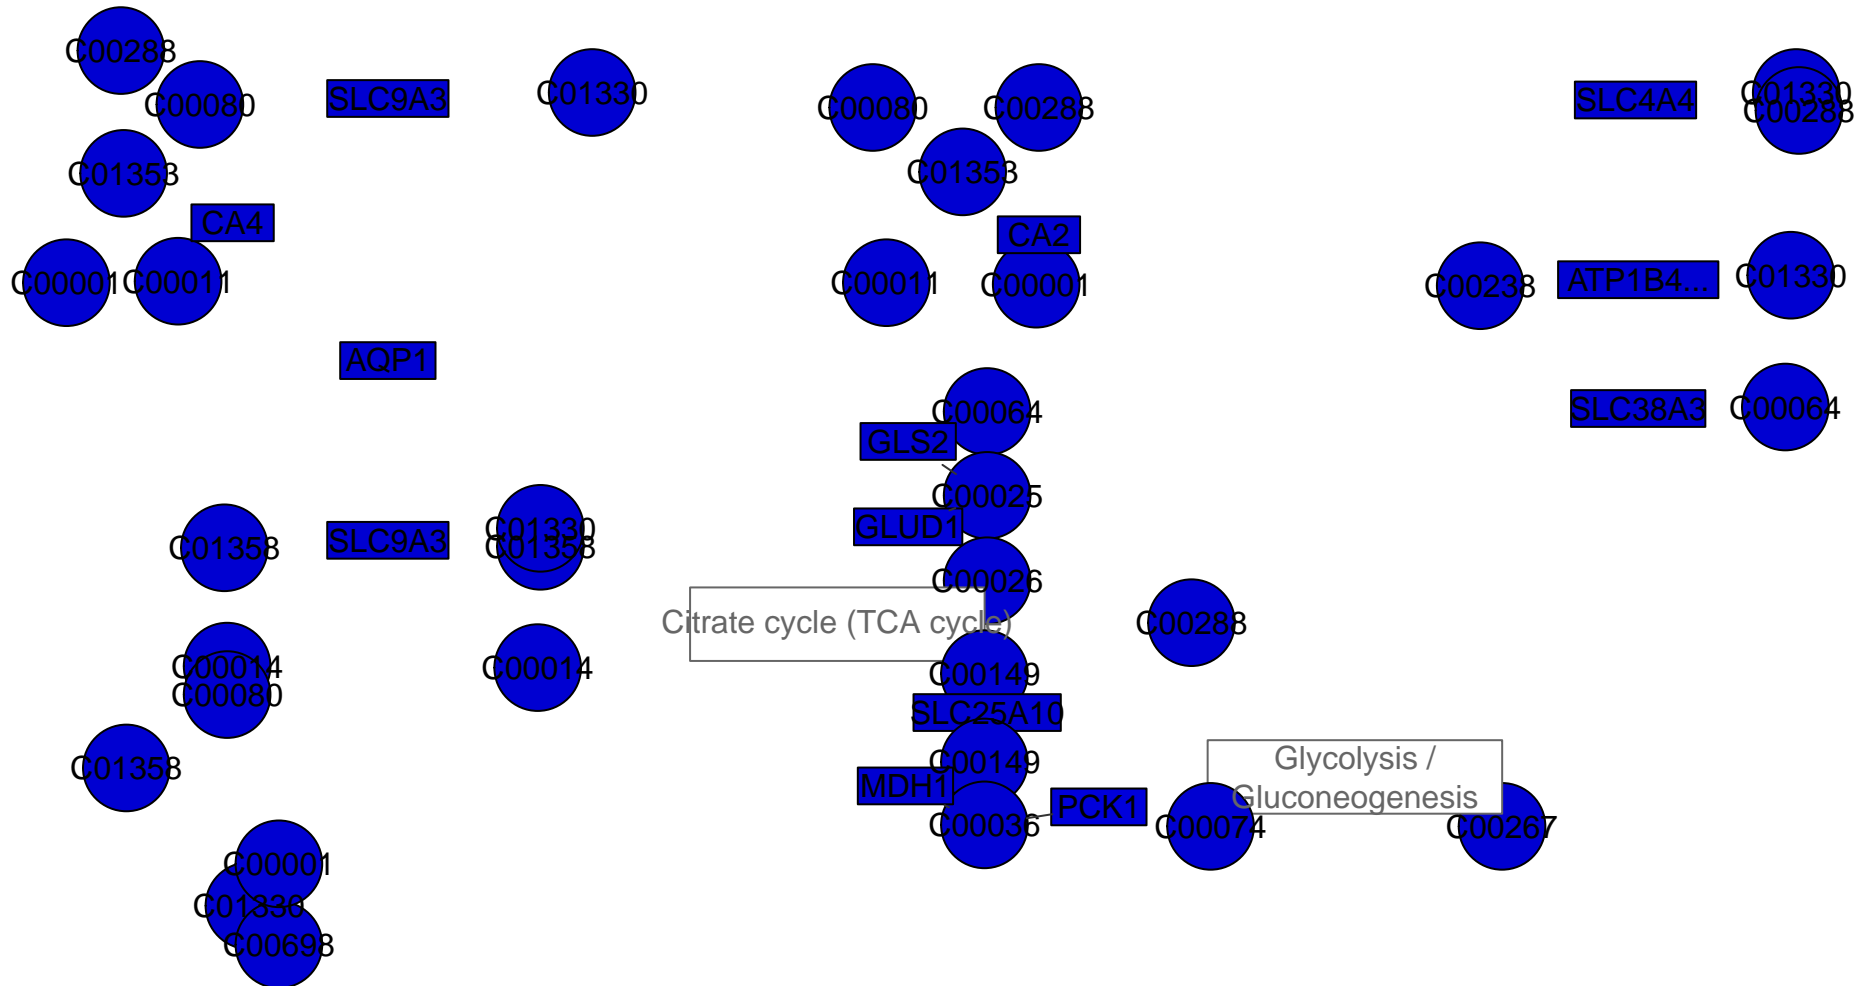 C00288
C00080
SLC9A3
C01330
C00080
C00288
SLC4A4
C01330
C00288
C01353
C01353
CA4
CA2
C00001
C00011
C00011
C00001
C00238
ATP1B4...
C01330
AQP1
C00064
SLC38A3
C00064
GLS2
C00025
GLUD1
C01358
SLC9A3
C01330
C01358
C00026
Citrate cycle (TCA cycle)
C00288
C00014
C00080
C00014
C00149
SLC25A10
C01358
C00149
MDH1
Glycolysis /
Gluconeogenesis
PCK1
C00036
C00074
C00267
C00001
C01330
C00698